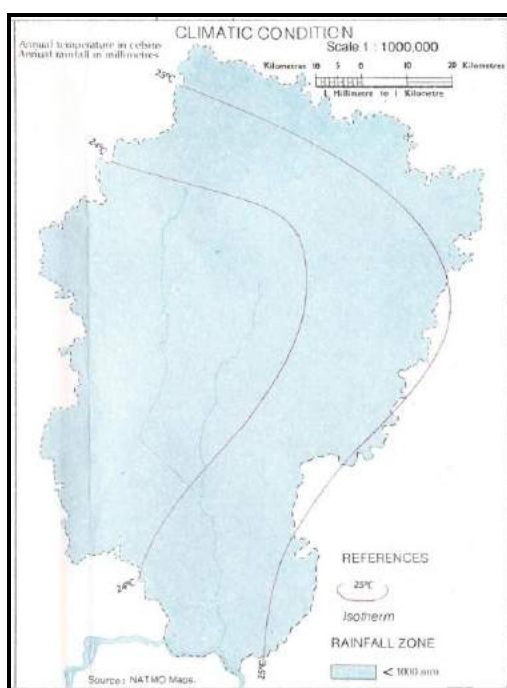 CLIMATIC CONDITION
Annual temperature in celsius
Annual rainfall in millimetres
Scale 1 : 1000,000
Kilometres 10 5 0 10 20 Kilometres
1 Millimetre to 1 Kilometre
25°C
24°C
24°C
25°C
REFERENCES
25°C
Isotherm
RAINFALL ZONE
< 1000 mm
Source : NATMO Maps.